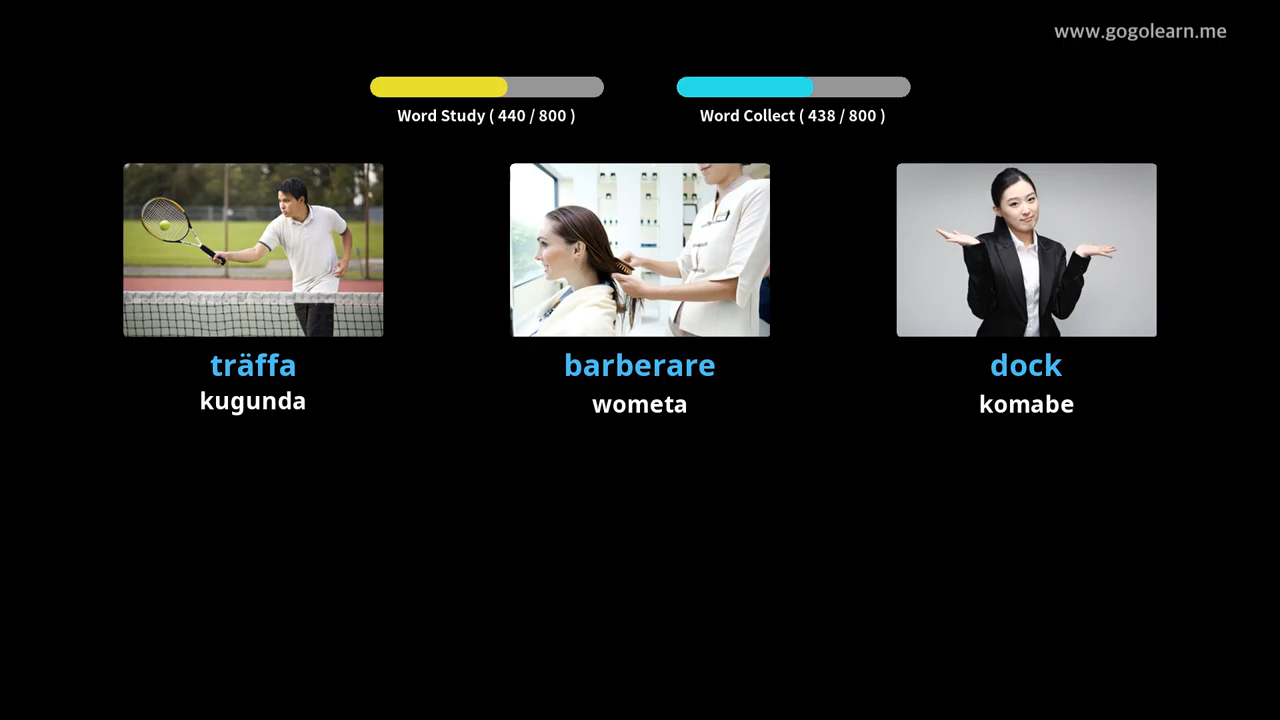 www.gogolearn.me
Word Study ( 440 / 800 )
Word Collect ( 438 / 800 )
träffa
kugunda
barberare
wometa
dock
komabe